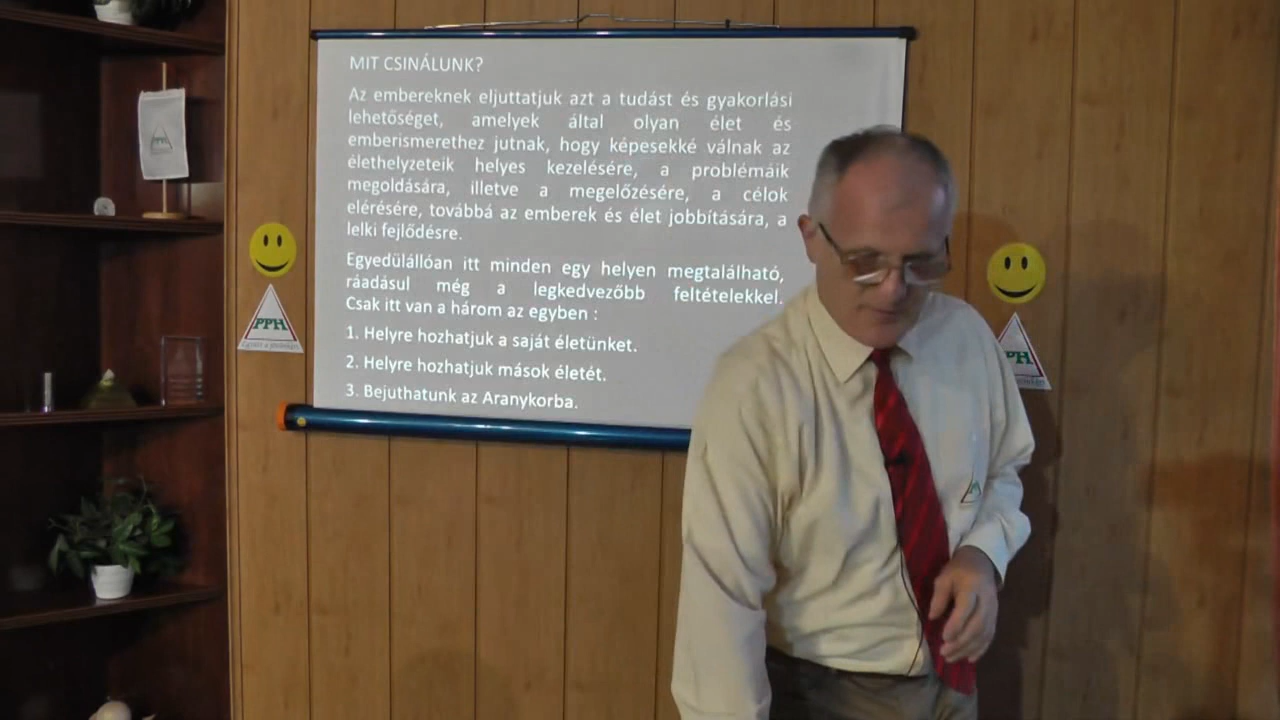 MIT CSINÁLUNK?
Az embereknek eljuttatjuk azt a tudást és gyakorlási
lehetőséget, amelyek által olyan élet és
emberismerethez jutnak, hogy képesekké válnak az
élethelyzeteik helyes kezelésére, a problémáik
megoldására, illetve a megelőzésére, a célok
elérésére, továbbá az emberek és élet jobbítására, a
lelki fejlődésre.
Egyedülállóan itt minden egy helyen megtalálható,
ráadásul még a legkedvezőbb feltételekkel.
Csak itt van a három az egyben :
1. Helyre hozhatjuk a saját életünket.
2. Helyre hozhatjuk mások életét.
3. Bejuthatunk az Aranykorba.
PPH
PH